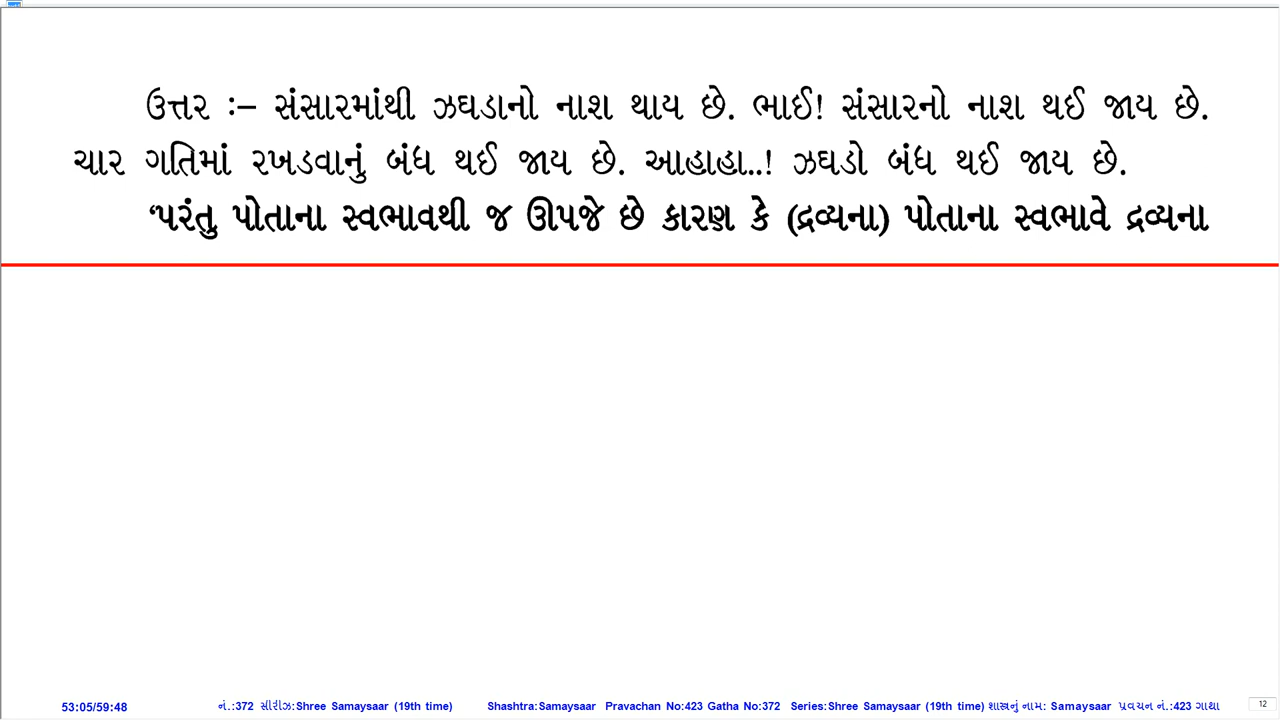 ઉત્તર :– સંસારમાંથી ઝઘડાનો નાશ થાય છે. ભાઈ! સંસારનો નાશ થઈ જાય છે.
ચાર ગતિમાં રખડવાનું બંધ થઈ જાય છે. આહાહા..! ઝઘડો બંધ થઈ જાય છે.
‘પરંતુ પોતાના સ્વભાવથી જ ઊપજે છે કારણ કે (દ્રવ્યના) પોતાના સ્વભાવે દ્રવ્યના
53:05/59:48 નં.:372 સીરીઝ:Shree Samaysaar (19th time) Shashtra:Samaysaar Pravachan No:423 Gatha No:372 Series:Shree Samaysaar (19th time) શાસ્ત્રનું નામ: Samaysaar પ્રવચન નં.:423 ગાથા 12